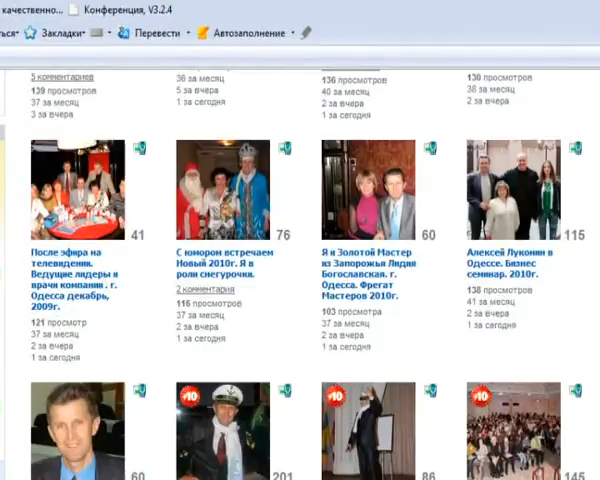 качественно... Конференция, V3.2.4
ться Закладки Перевести Автозаполнение
5 комментариев
139 просмотров
37 за месяц
3 за вчера
36 за месяц
5 за вчера
1 за сегодня
136 просмотров
40 за месяц
2 за вчера
1 за сегодня
130 просмотров
38 за месяц
2 за вчера
41
76
60
115
После эфира на
телевидении.
Ведущие лидеры и
врачи компании . г.
Одесса декабрь,
2009г.
121 просмотр
37 за месяц
2 за вчера
1 за сегодня
С юмором встречаем
Новый 2010г. Я в
роли снегурочки.
2 комментария
115 просмотров
37 за месяц
2 за вчера
1 за сегодня
Я и Золотой Мастер
из Запорожья Лидия
Богославская. г.
Одесса. Фрегат
Мастеров 2010г.
103 просмотра
37 за месяц
2 за вчера
1 за сегодня
Алексей Луконин в
Одессе. Бизнес
семинар. 2010г.
138 просмотров
41 за месяц
2 за вчера
1 за сегодня
10
10
10
60
201
86
145